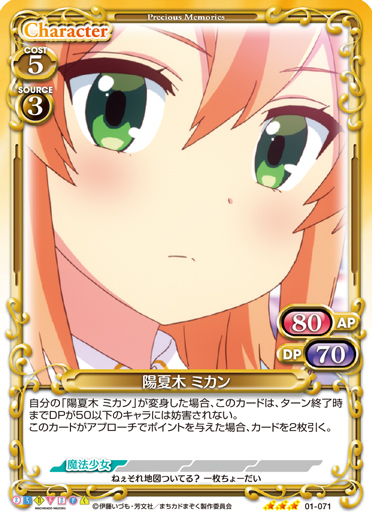 Precious Memories
Character
COST
5
SOURCE
3
80 AP
DP 70
陽夏木 ミカン
自分の「陽夏木 ミカン」が変身した場合、このカードは、ターン終了時
までDPが50以下のキャラには妨害されない。
このカードがアプローチでポイントを与えた場合、カードを2枚引く。
魔法少女
ねぇそれ地図ついてる? 一枚ちょーだい
©伊藤いづも・芳文社/まちカドまぞく製作委員会
01-071